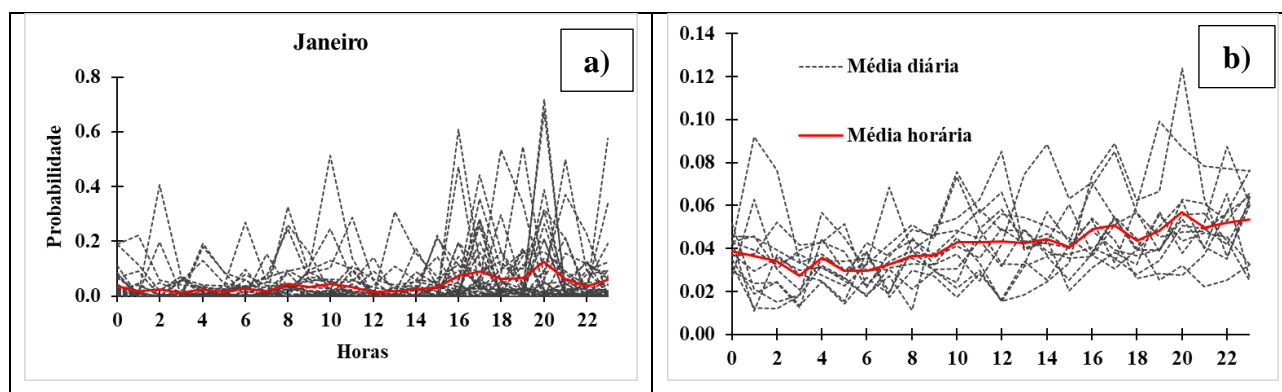 Janeiro
a)
Probabilidade
0.8
0.6
0.4
0.2
0.0
0 2 4 6 8 10 12 14 16 18 20 22
Horas
b)
Média diária
Média horária
0.14
0.12
0.10
0.08
0.06
0.04
0.02
0.00
0 2 4 6 8 10 12 14 16 18 20 22